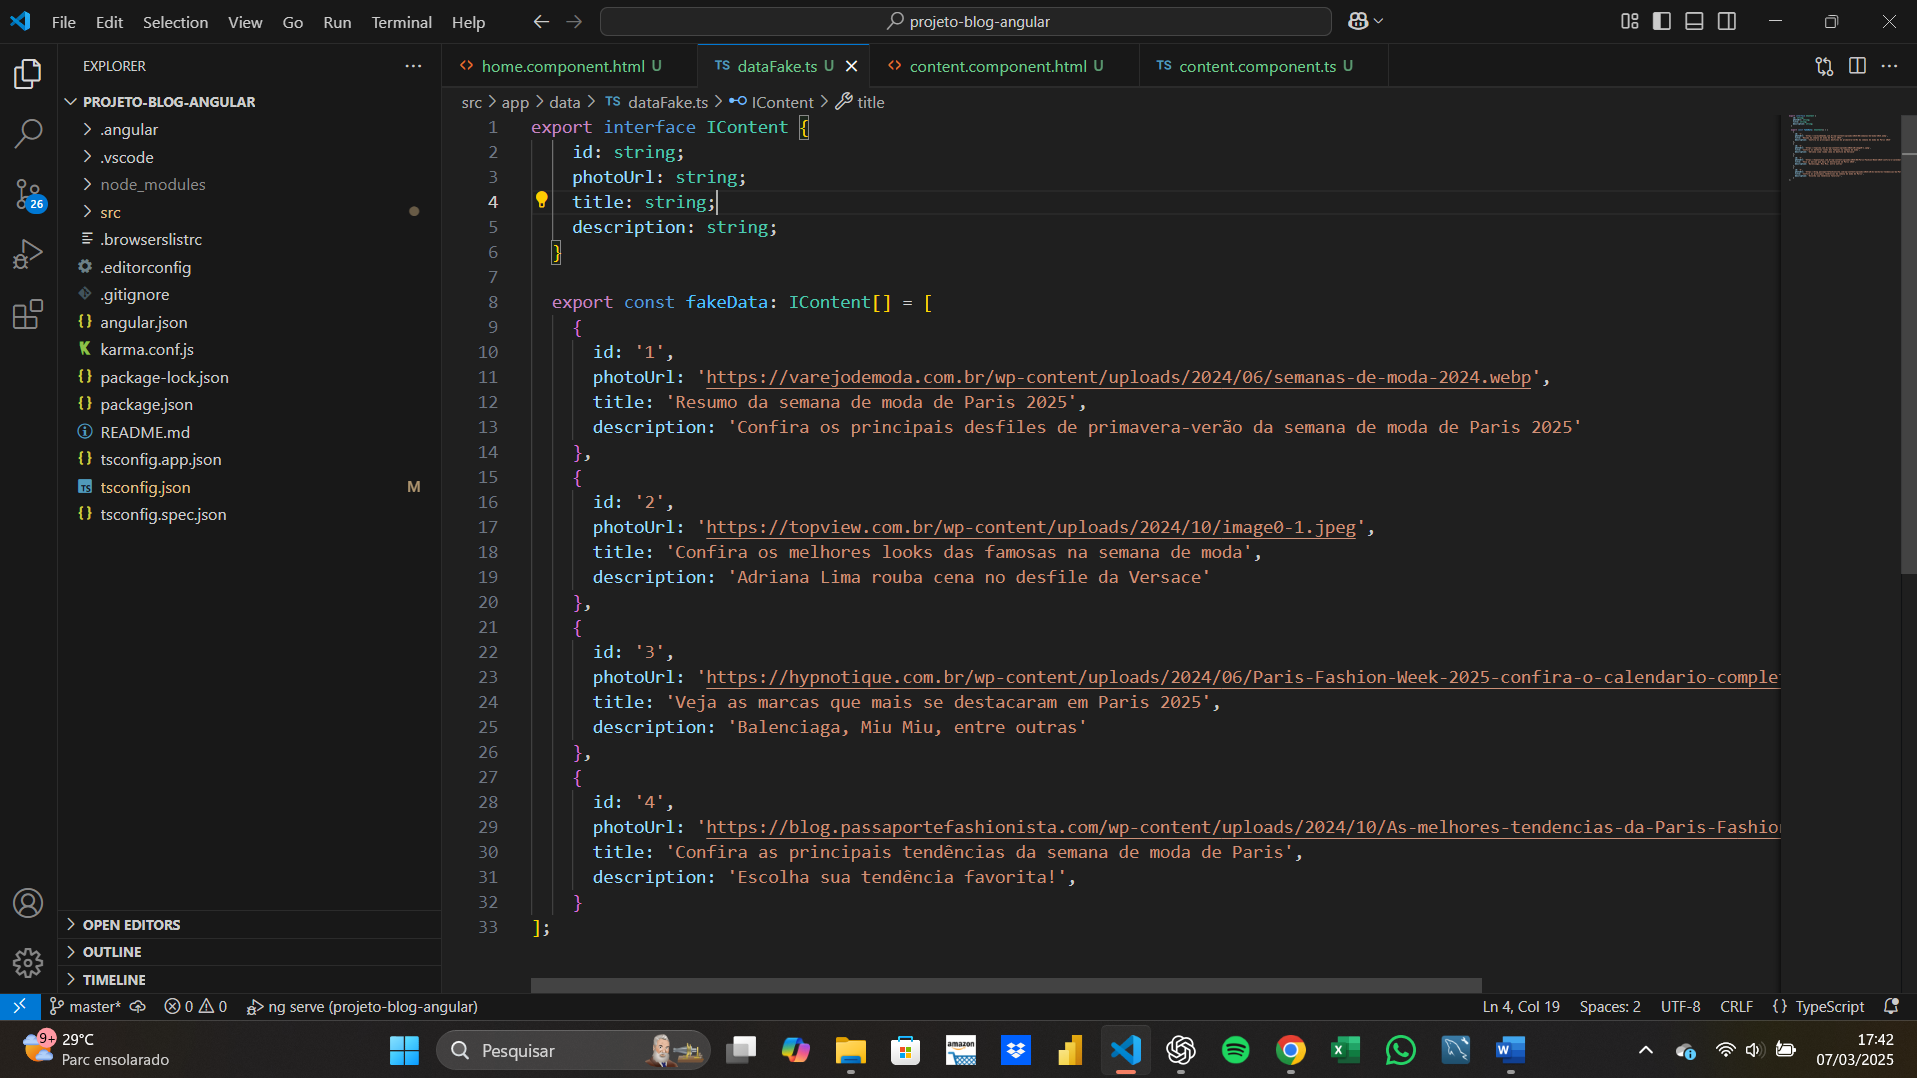 File Edit Selection View Go Run Terminal Help
projeto-blog-angular
EXPLORER
PROJETO-BLOG-ANGULAR
.angular
.vscode
node_modules
src
.browserslistrc
.editorconfig
.gitignore
angular.json
karma.conf.js
package-lock.json
package.json
README.md
tsconfig.app.json
tsconfig.json M
tsconfig.spec.json
26
OPEN EDITORS
OUTLINE
TIMELINE
home.component.html U
TS dataFake.ts U
content.component.html U
TS content.component.ts U
src > app > data > TS dataFake.ts > IContent > title
1 export interface IContent {
2 id: string;
3 photoUrl: string;
4 title: string;
5 description: string;
6 }
7
8 export const fakeData: IContent[] = [
9 {
10 id: '1',
11 photoUrl: 'https://varejodemoda.com.br/wp-content/uploads/2024/06/semanas-de-moda-2024.webp',
12 title: 'Resumo da semana de moda de Paris 2025',
13 description: 'Confira os principais desfiles de primavera-verão da semana de moda de Paris 2025'
14 },
15 {
16 id: '2',
17 photoUrl: 'https://topview.com.br/wp-content/uploads/2024/10/image0-1.jpeg',
18 title: 'Confira os melhores looks das famosas na semana de moda',
19 description: 'Adriana Lima rouba cena no desfile da Versace'
20 },
21 {
22 id: '3',
23 photoUrl: 'https://hypnotique.com.br/wp-content/uploads/2024/06/Paris-Fashion-Week-2025-confira-o-calendario-comple
24 title: 'Veja as marcas que mais se destacaram em Paris 2025',
25 description: 'Balenciaga, Miu Miu, entre outras'
26 },
27 {
28 id: '4',
29 photoUrl: 'https://blog.passaportefashionista.com/wp-content/uploads/2024/10/As-melhores-tendencias-da-Paris-Fashio
30 title: 'Confira as principais tendências da semana de moda de Paris',
31 description: 'Escolha sua tendência favorita!',
32 }
33 ];
master* 0 0 ng serve (projeto-blog-angular)
Ln 4, Col 19 Spaces: 2 UTF-8 CRLF {} TypeScript
9+ 29°C
Parc ensolarado
Pesquisar
amazon
17:42
07/03/2025